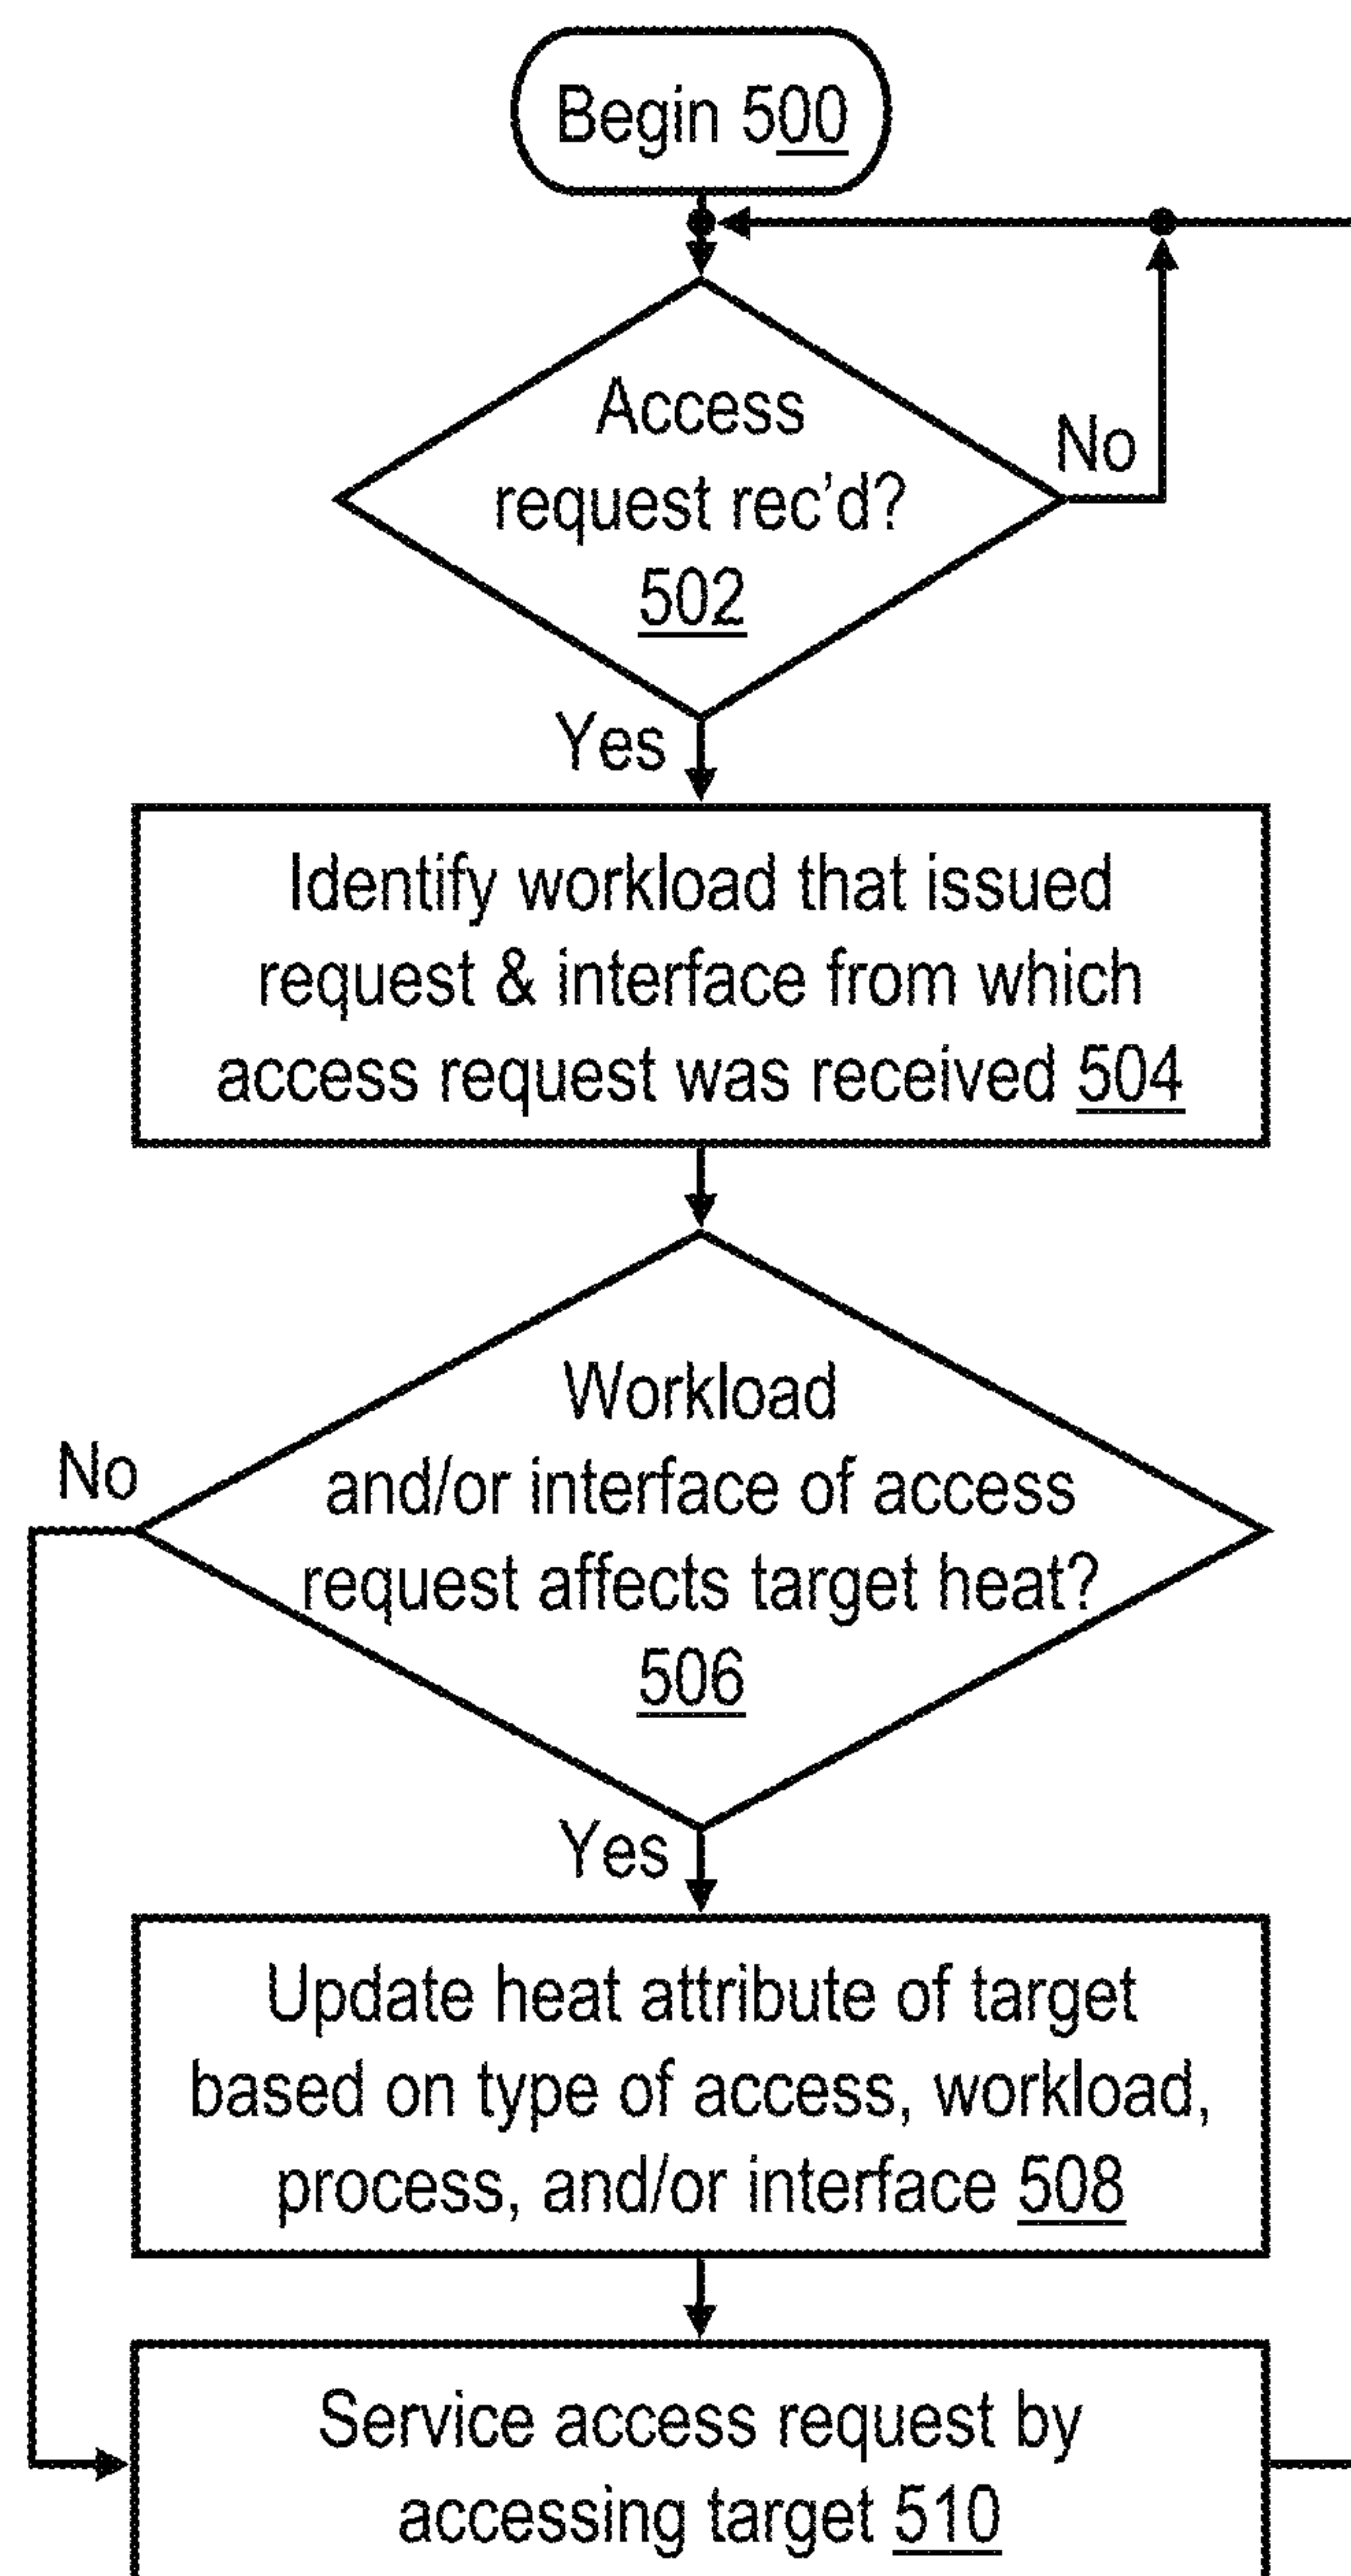 Begin 500
Access
request rec'd?
502
No
Yes
Identify workload that issued
request & interface from which
access request was received 504
Workload
and/or interface of access
request affects target heat?
506
No
Yes
Update heat attribute of target
based on type of access, workload,
process, and/or interface 508
Service access request by
accessing target 510